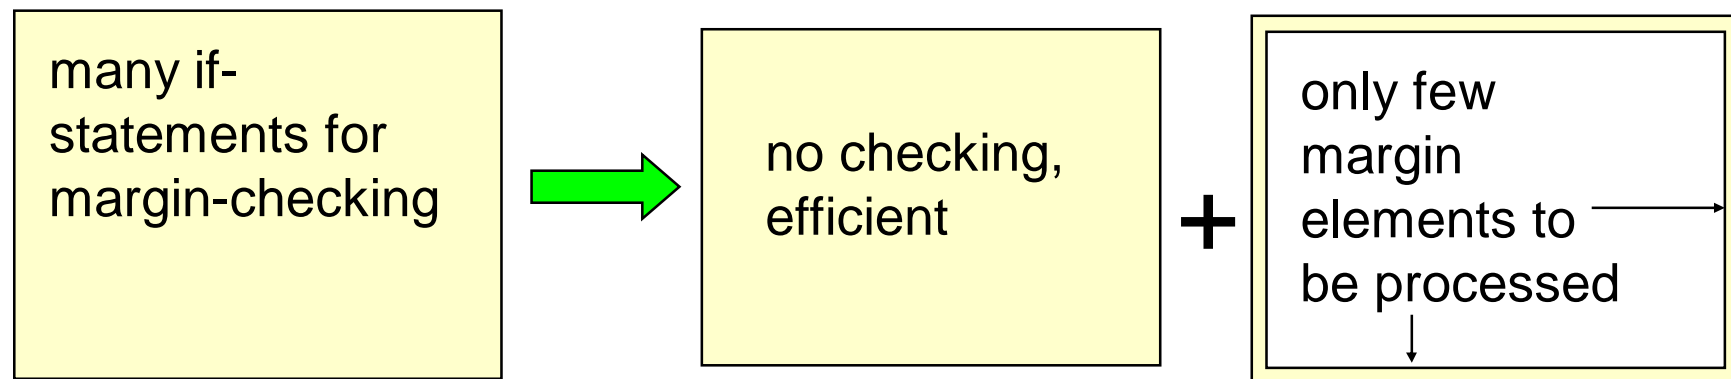 many if-
statements for
margin-checking
no checking,
efficient
+
only few
margin
elements to
be processed